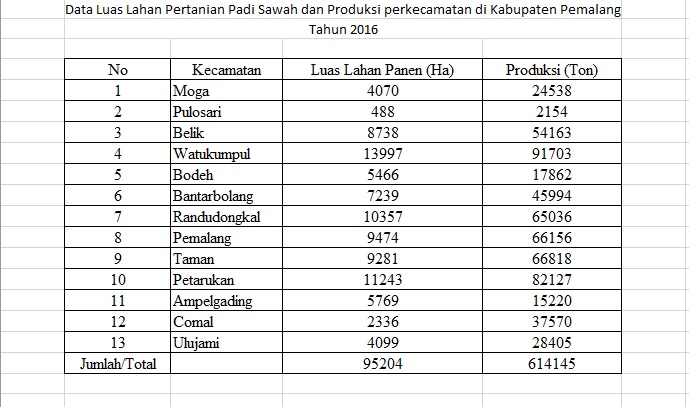 Data Luas Lahan Pertanian Padi Sawah dan Produksi perkecamatan di Kabupaten Pemalang
Tahun 2016
No Kecamatan Luas Lahan Panen (Ha) Produksi (Ton)
1 Moga 4070 24538
2 Pulosari 488 2154
3 Belik 8738 54163
4 Watukumpul 13997 91703
5 Bodeh 5466 17862
6 Bantarbolang 7239 45994
7 Randudongkal 10357 65036
8 Pemalang 9474 66156
9 Taman 9281 66818
10 Petarukan 11243 82127
11 Ampelgading 5769 15220
12 Comal 2336 37570
13 Ulujami 4099 28405
Jumlah/Total 95204 614145